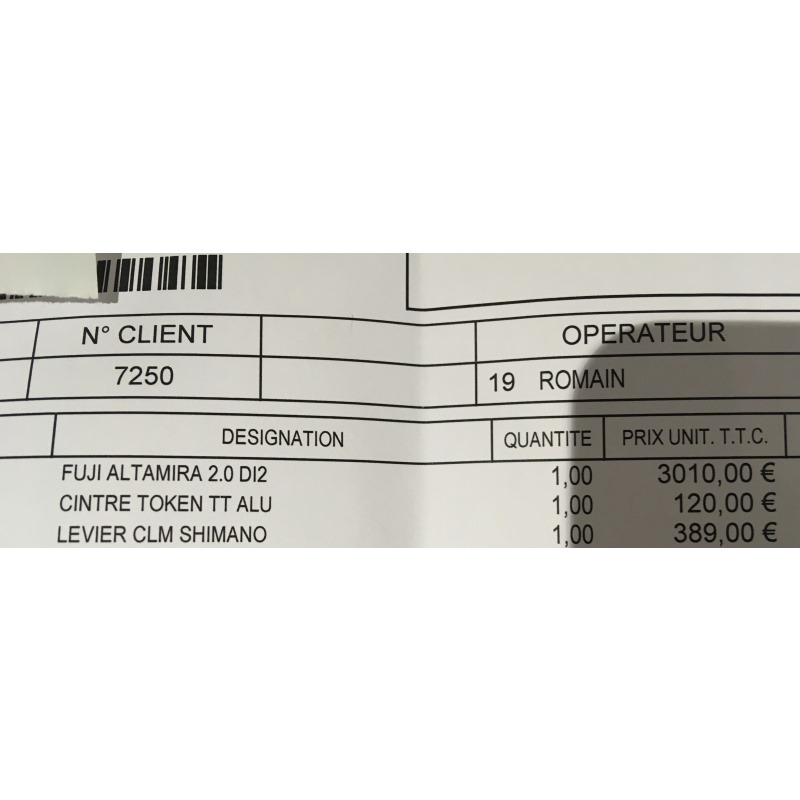 N° CLIENT OPERATEUR
7250 19 ROMAIN
DESIGNATION QUANTITE PRIX UNIT. T.T.C.
FUJI ALTAMIRA 2.0 DI2 1,00 3010,00 €
CINTRE TOKEN TT ALU 1,00 120,00 €
LEVIER CLM SHIMANO 1,00 389,00 €